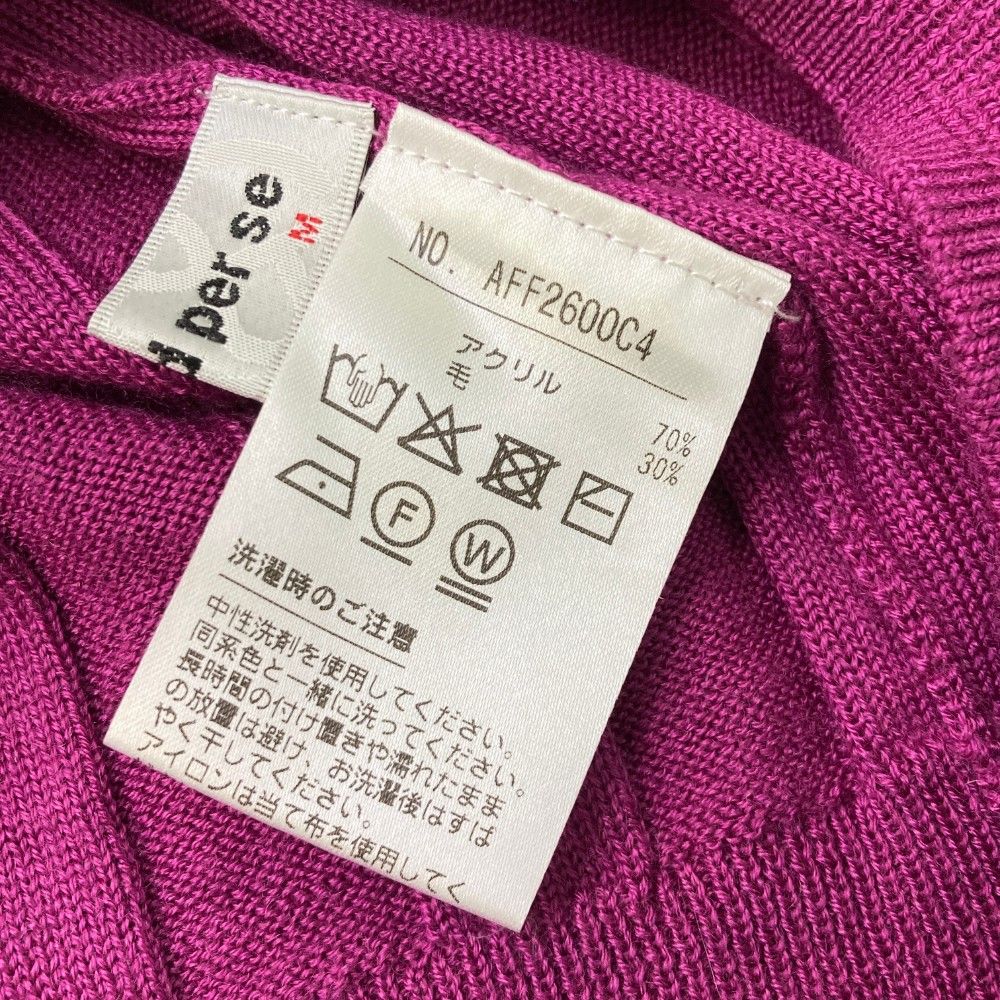 per se
M
NO. AFF2600C4
アクリル 70%
毛 30%
F
W
洗濯時のご注意
中性洗剤を使用してください。
同系色と一緒に洗ってください。
長時間の付け置きや濡れたまま
の放置は避け、お洗濯後はすば
やく干してください。
アイロンは当て布を使用してく